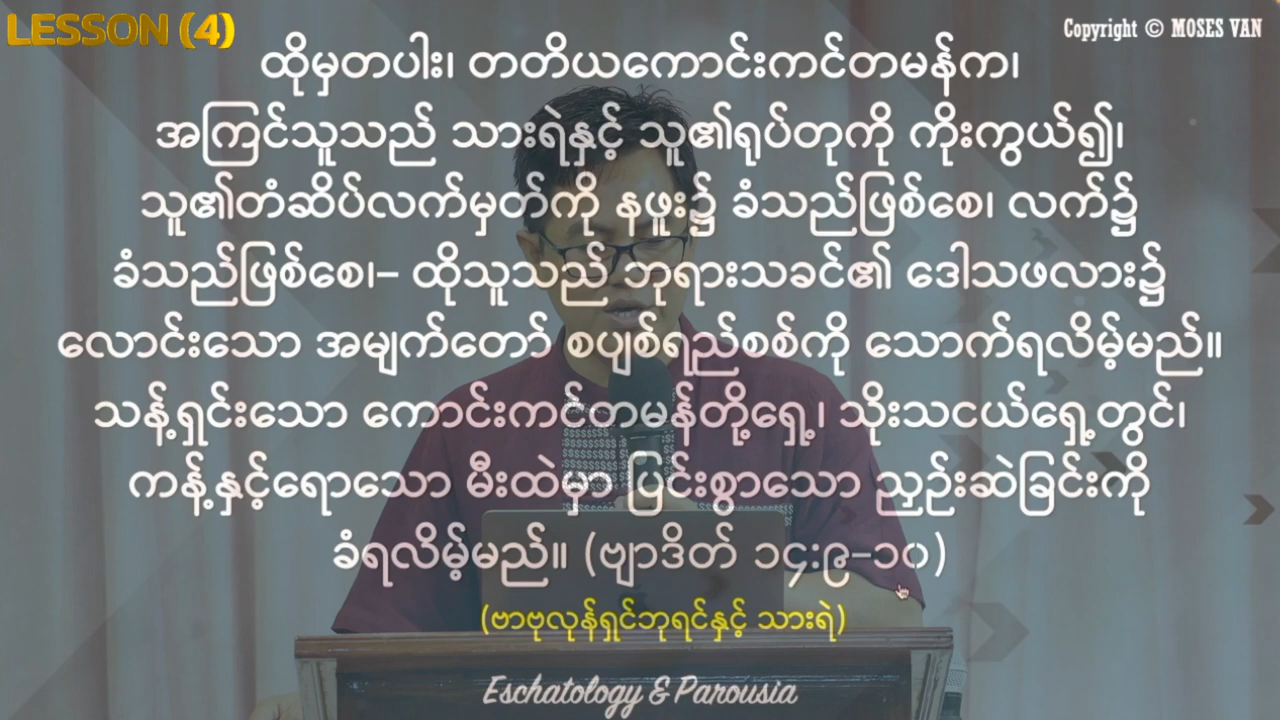 LESSON (4)
Copyright © MOSES VAN
ထိုမှတပါး၊ တတိယကောင်းကင်တမန်က၊
အကြင်သူသည် သားရဲနှင့် သူ၏ရုပ်တုကို ကိုးကွယ်၍၊
သူ၏တံဆိပ်လက်မှတ်ကို နဖူး၌ ခံသည်ဖြစ်စေ၊ လက်၌
ခံသည်ဖြစ်စေ၊– ထိုသူသည် ဘုရားသခင်၏ ဒေါသဖလား၌
လောင်းသော အမျက်တော် စပျစ်ရည်စစ်ကို သောက်ရလိမ့်မည်။
သန့်ရှင်းသော ကောင်းကင်တမန်တို့ရှေ့၊ သိုးသငယ်ရှေ့တွင်၊
ကန့်နှင့်ရောသော မီးထဲမှာ ပြင်းစွာသော ညှဉ်းဆဲခြင်းကို
ခံရလိမ့်မည်။ (ဗျာဒိတ် ၁၄:၉-၁၀)
(ဗာဗုလုန်ရှင်ဘုရင်နှင့် သားရဲ)
Eschatology & Parousia